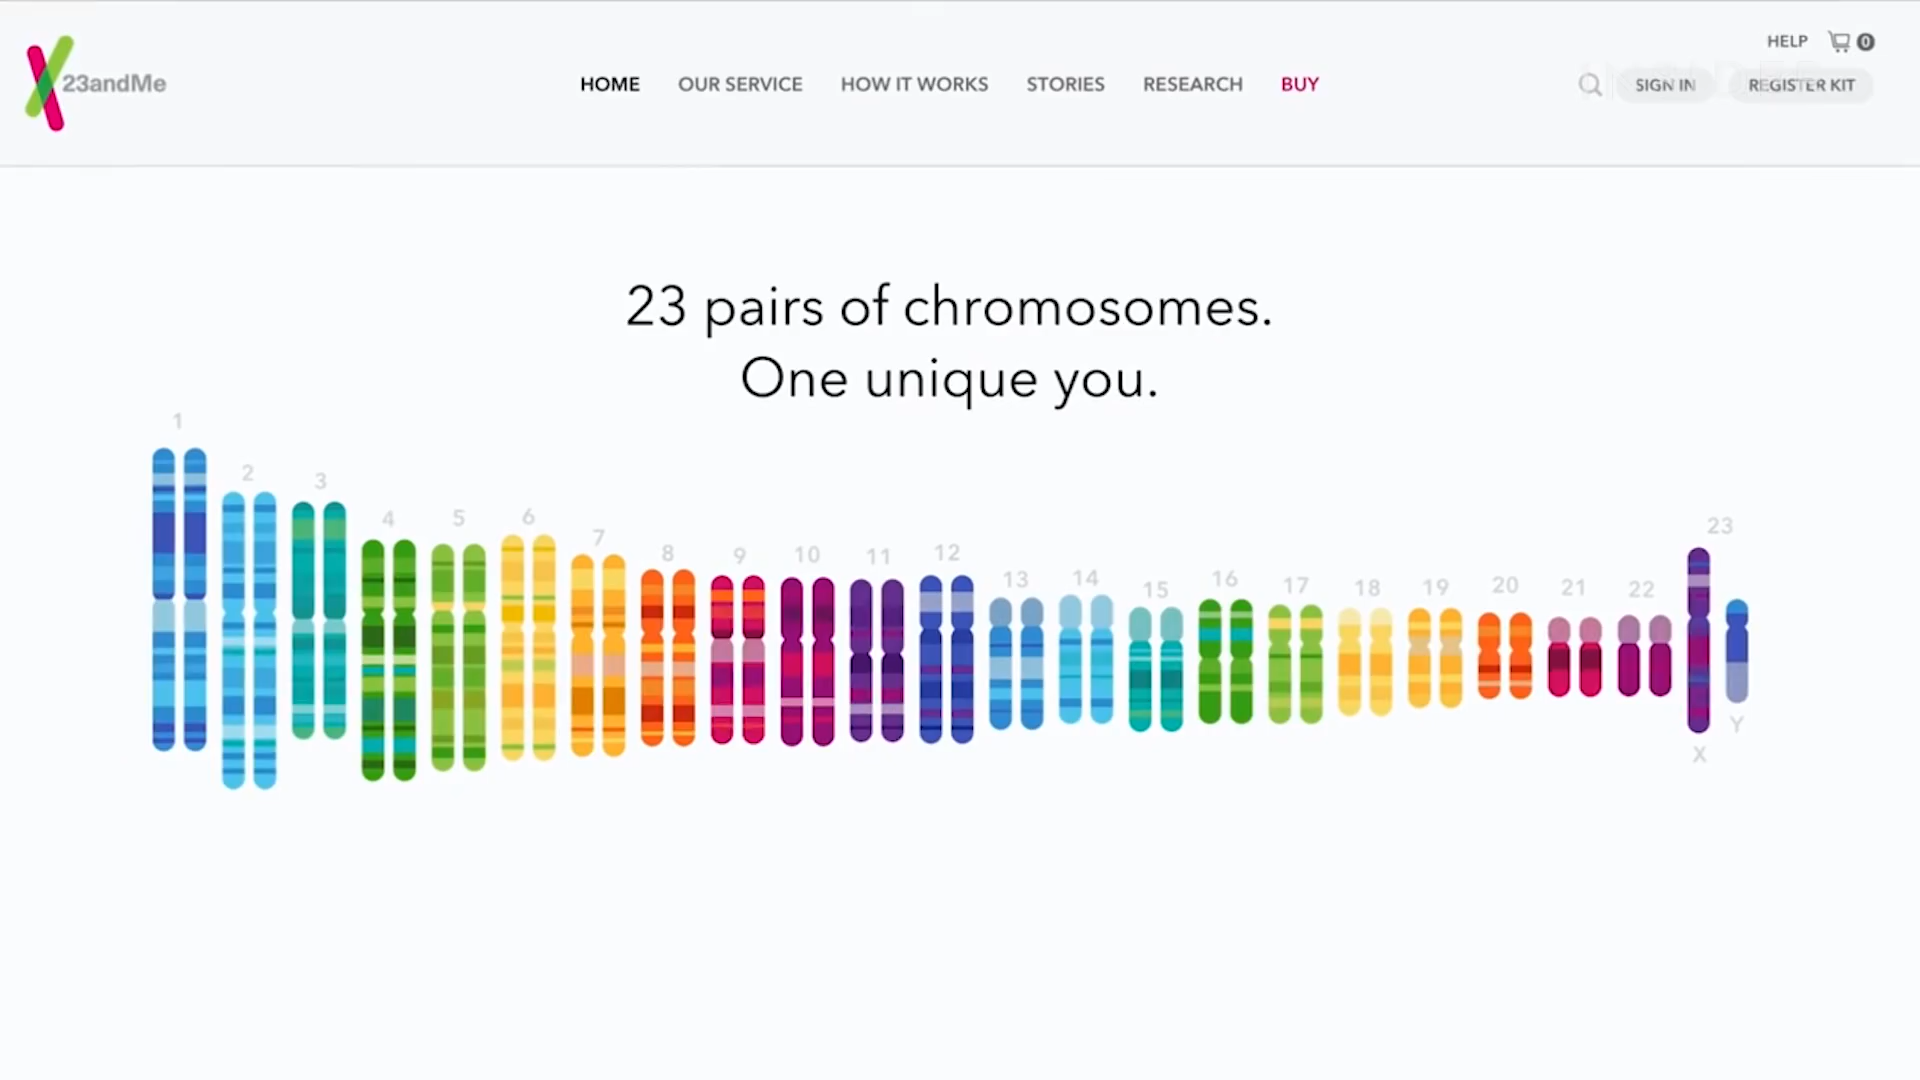 23andMe
HOME OUR SERVICE HOW IT WORKS STORIES RESEARCH BUY
HELP 0
SIGN IN REGISTER KIT
23 pairs of chromosomes.
One unique you.
1 2 3 4 5 6 7 8 9 10 11 12 13 14 15 16 17 18 19 20 21 22 23
X Y